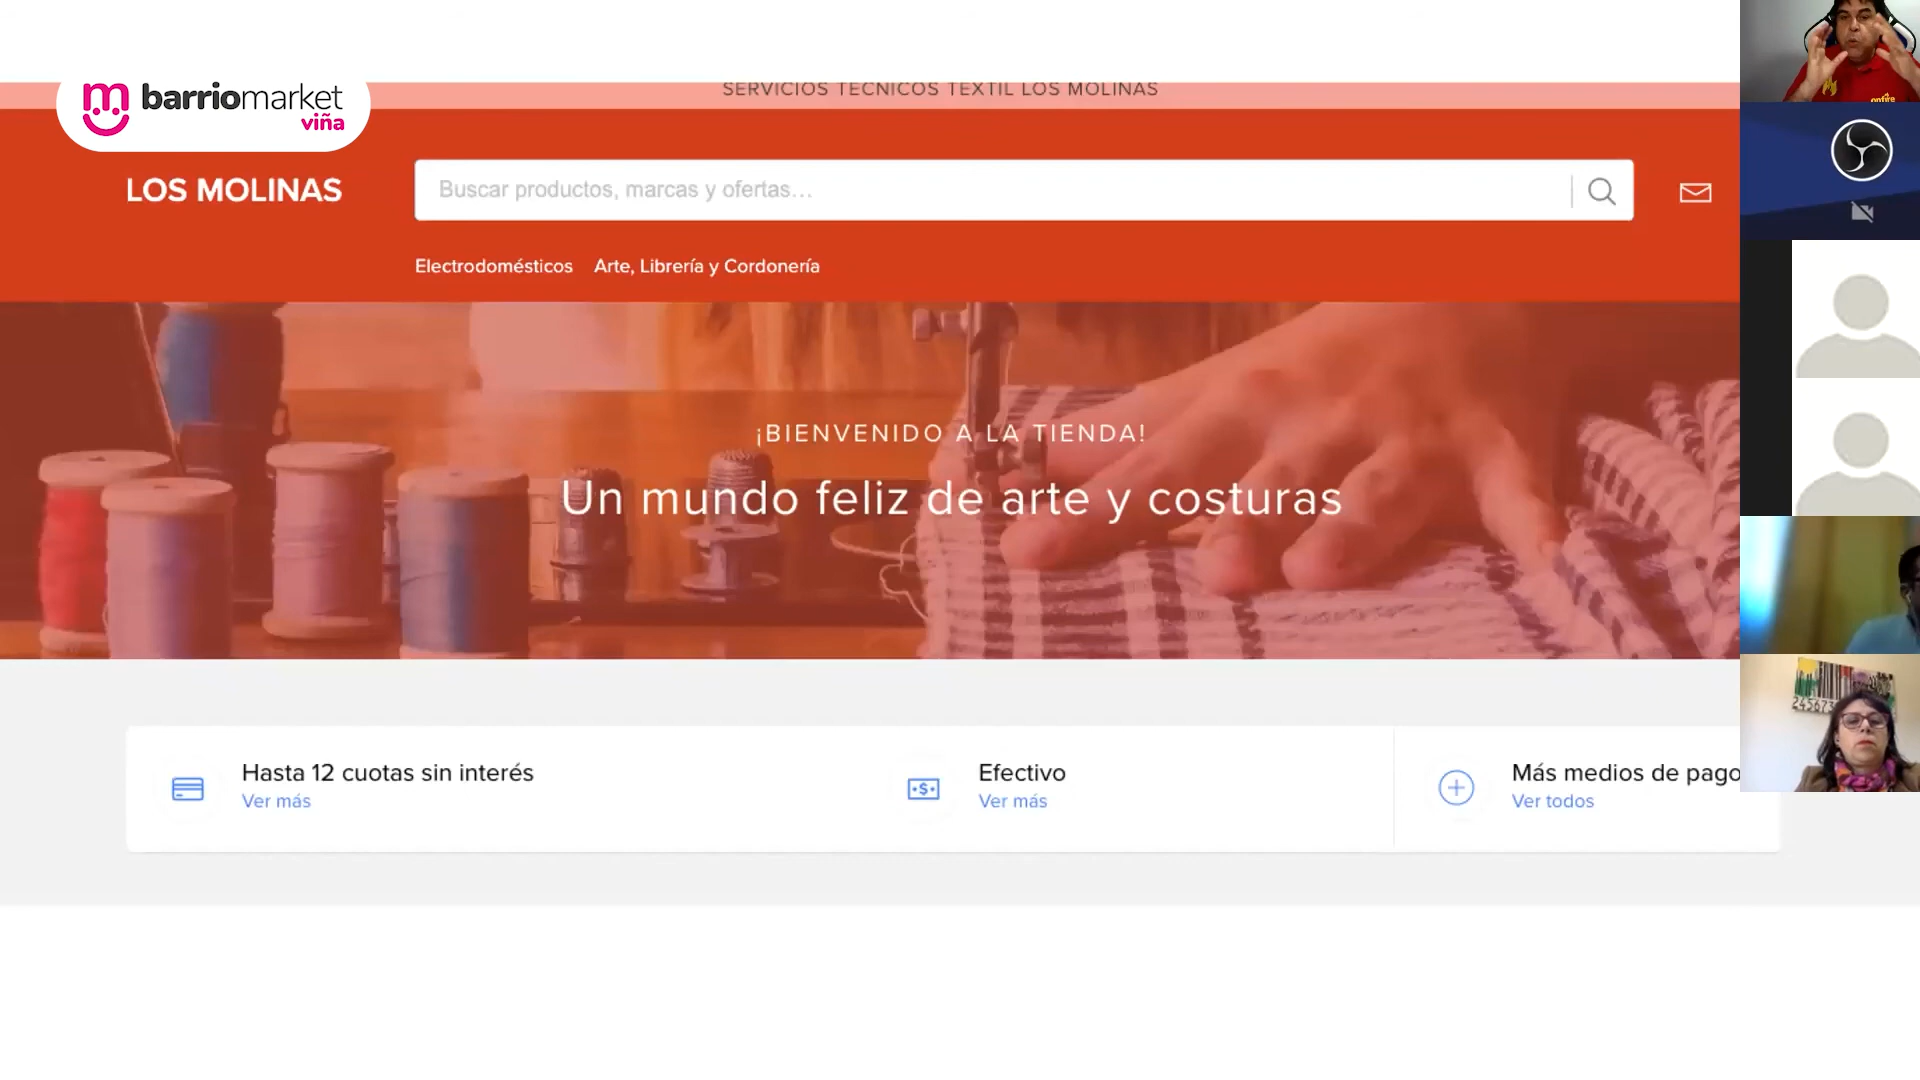 SERVICIOS TECNICOS TEXTIL LOS MOLINAS
barriomarket
viña
LOS MOLINAS
Buscar productos, marcas y ofertas...
Electrodomésticos Arte, Librería y Cordonería
¡BIENVENIDO A LA TIENDA!
Un mundo feliz de arte y costuras
Hasta 12 cuotas sin interés
Ver más
Efectivo
Ver más
Más medios de pago
Ver todos
onfire